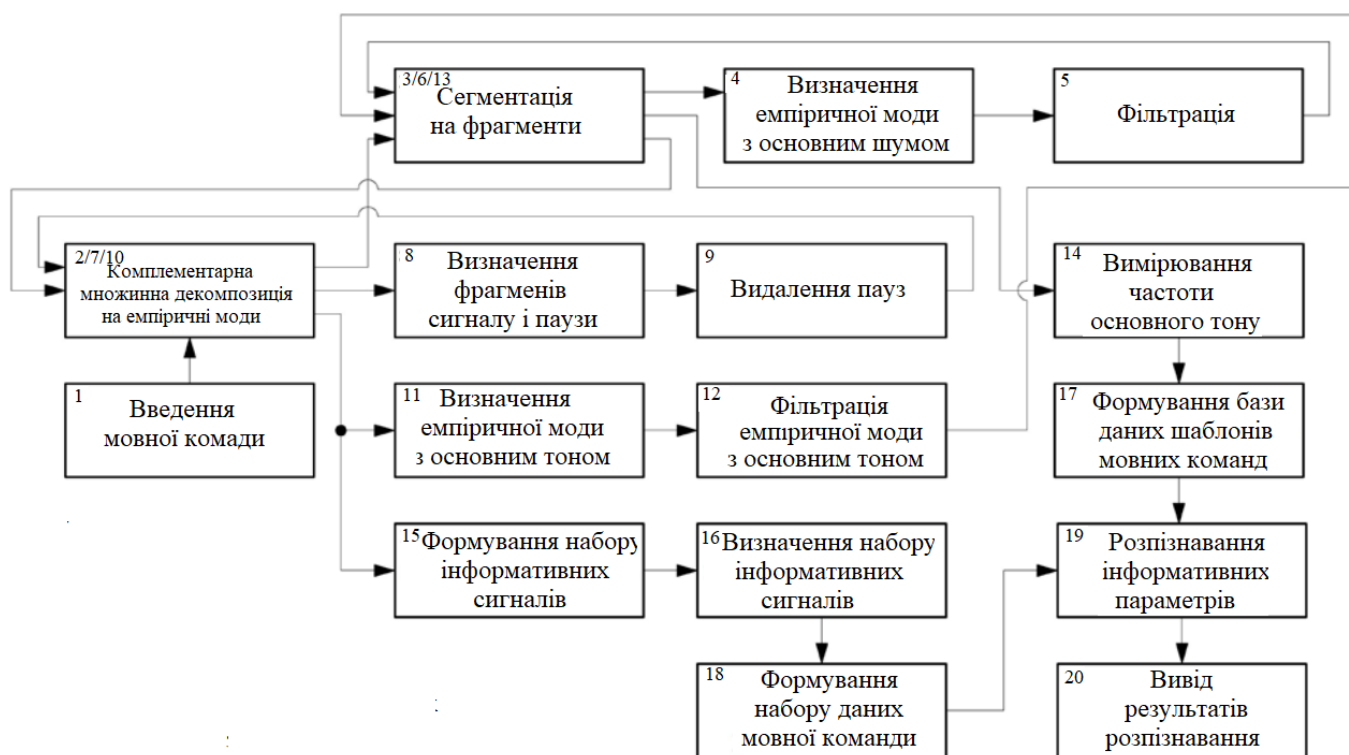 3/6/13
Сегментація
на фрагменти
4
Визначення
емпіричної моди
з основним шумом
5
Фільтрація
2/7/10
Комплементарна
множинна декомпозиція
на емпіричні моди
8
Визначення
фрагменів
сигналу і паузи
9
Видалення пауз
14
Вимірювання
частоти
основного тону
1
Введення
мовної комади
11
Визначення
емпіричної моди
з основним тоном
12
Фільтрація
емпіричної моди
з основним тоном
17
Формування бази
даних шаблонів
мовних команд
15
Формування набору
інформативних
сигналів
16
Визначення набору
інформативних
сигналів
19
Розпізнавання
інформативних
параметрів
18
Формування
набору даних
мовної команди
20
Вивід
результатів
розпізнавання